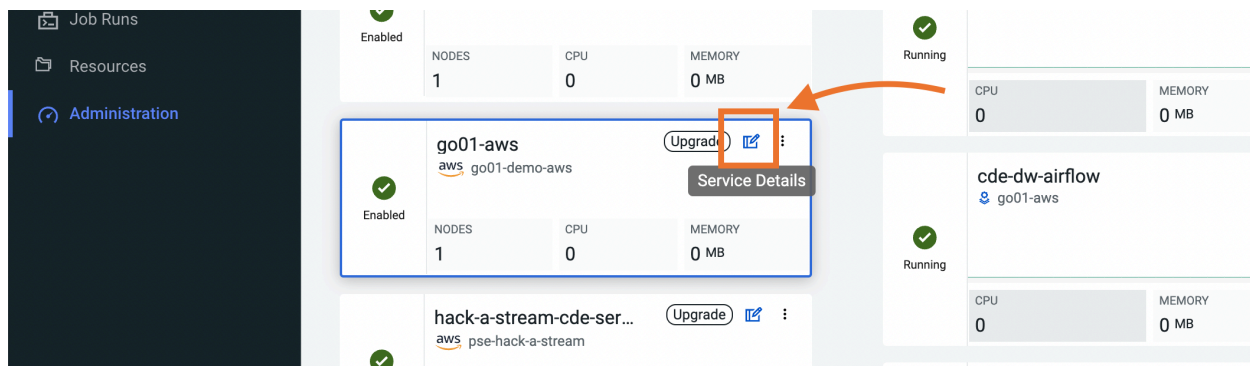 Job Runs
Resources
Administration
Enabled
NODES CPU MEMORY
1 0 0 MB
go01-aws Upgrade
aws go01-demo-aws
Service Details
Enabled
NODES CPU MEMORY
1 0 0 MB
hack-a-stream-cde-ser... Upgrade
aws pse-hack-a-stream
Running
CPU MEMORY
0 0 MB
cde-dw-airflow
go01-aws
Running
CPU MEMORY
0 0 MB